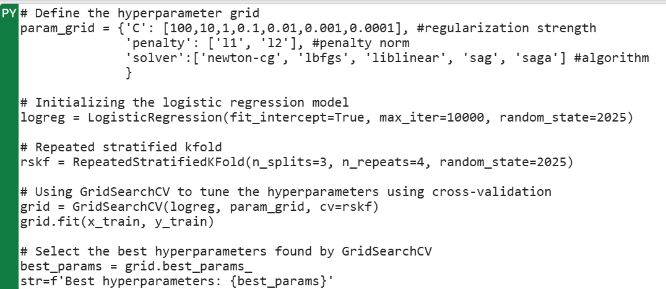 PY # Define the hyperparameter grid
param_grid = {'C': [100,10,1,0.1,0.01,0.001,0.0001], #regularization strength
'penalty': ['l1', 'l2'], #penalty norm
'solver':['newton-cg', 'lbfgs', 'liblinear', 'sag', 'saga'] #algorithm
}
# Initializing the logistic regression model
logreg = LogisticRegression(fit_intercept=True, max_iter=10000, random_state=2025)
# Repeated stratified kfold
rskf = RepeatedStratifiedKFold(n_splits=3, n_repeats=4, random_state=2025)
# Using GridSearchCV to tune the hyperparameters using cross-validation
grid = GridSearchCV(logreg, param_grid, cv=rskf)
grid.fit(x_train, y_train)
# Select the best hyperparameters found by GridSearchCV
best_params = grid.best_params_
str=f'Best hyperparameters: {best_params}'